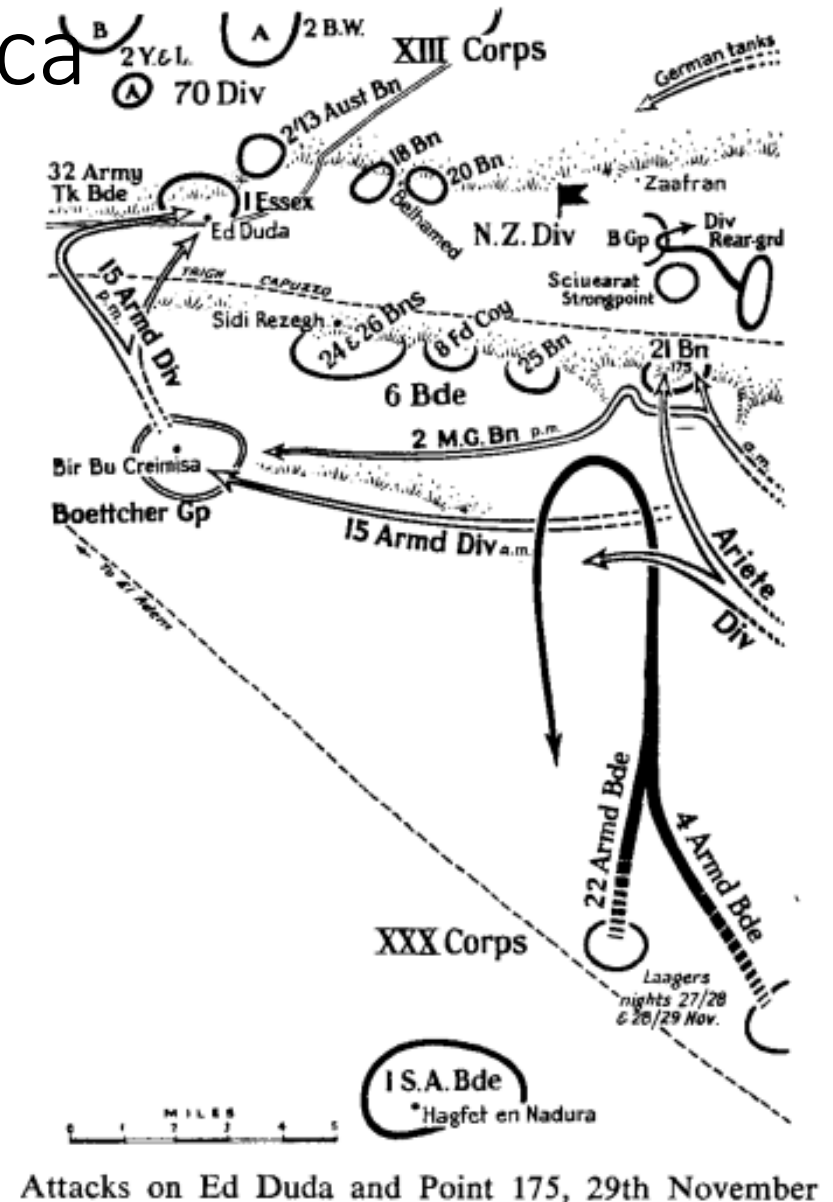 ca
B
2 Y. & L.
A
2 B.W.
XIII Corps
German tanks
A
70 Div
2/13 Aust Bn
18 Bn
20 Bn
32 Army
Tk Bde
1 Essex
Ed Duda
Belhamed
Zaafran
N.Z. Div
B Gp
Div
Rear-grd
15 Armd Div
p.m.
TRIGH CAPUZZO
Sciuearat
Strongpoint
Sidi Rezegh
24 & 26 Bns
8 Fd Coy
25 Bn
21 Bn
175
6 Bde
2 M.G. Bn p.m.
a.m.
Bir Bu Creimisa
Boettcher Gp
15 Armd Div a.m.
Ariete
Div
To El Adem
22 Armd Bde
4 Armd Bde
XXX Corps
Laagers
nights 27/28
& 28/29 Nov.
1 S.A. Bde
Hagfet en Nadura
MILES
0 1 2 3 4 5
Attacks on Ed Duda and Point 175, 29th November